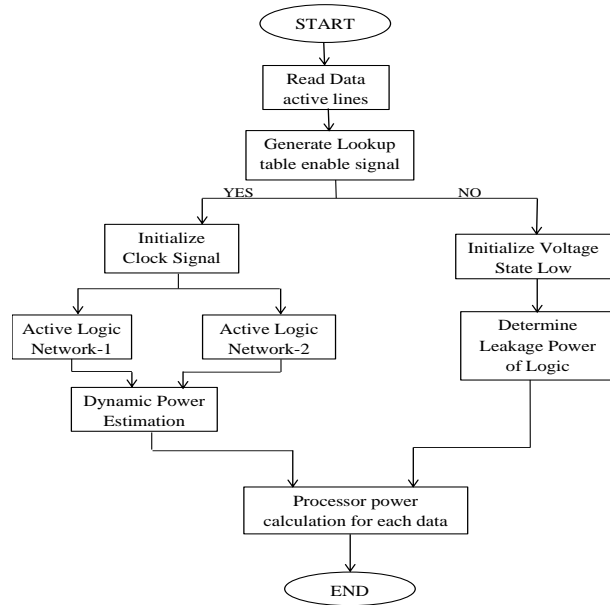 START
Read Data
active lines
Generate Lookup
table enable signal
YES
NO
Initialize
Clock Signal
Initialize Voltage
State Low
Active Logic
Network-1
Active Logic
Network-2
Determine
Leakage Power
of Logic
Dynamic Power
Estimation
Processor power
calculation for each data
END